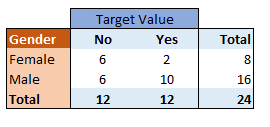 Target Value
Gender No Yes Total
Female 6 2 8
Male 6 10 16
Total 12 12 24